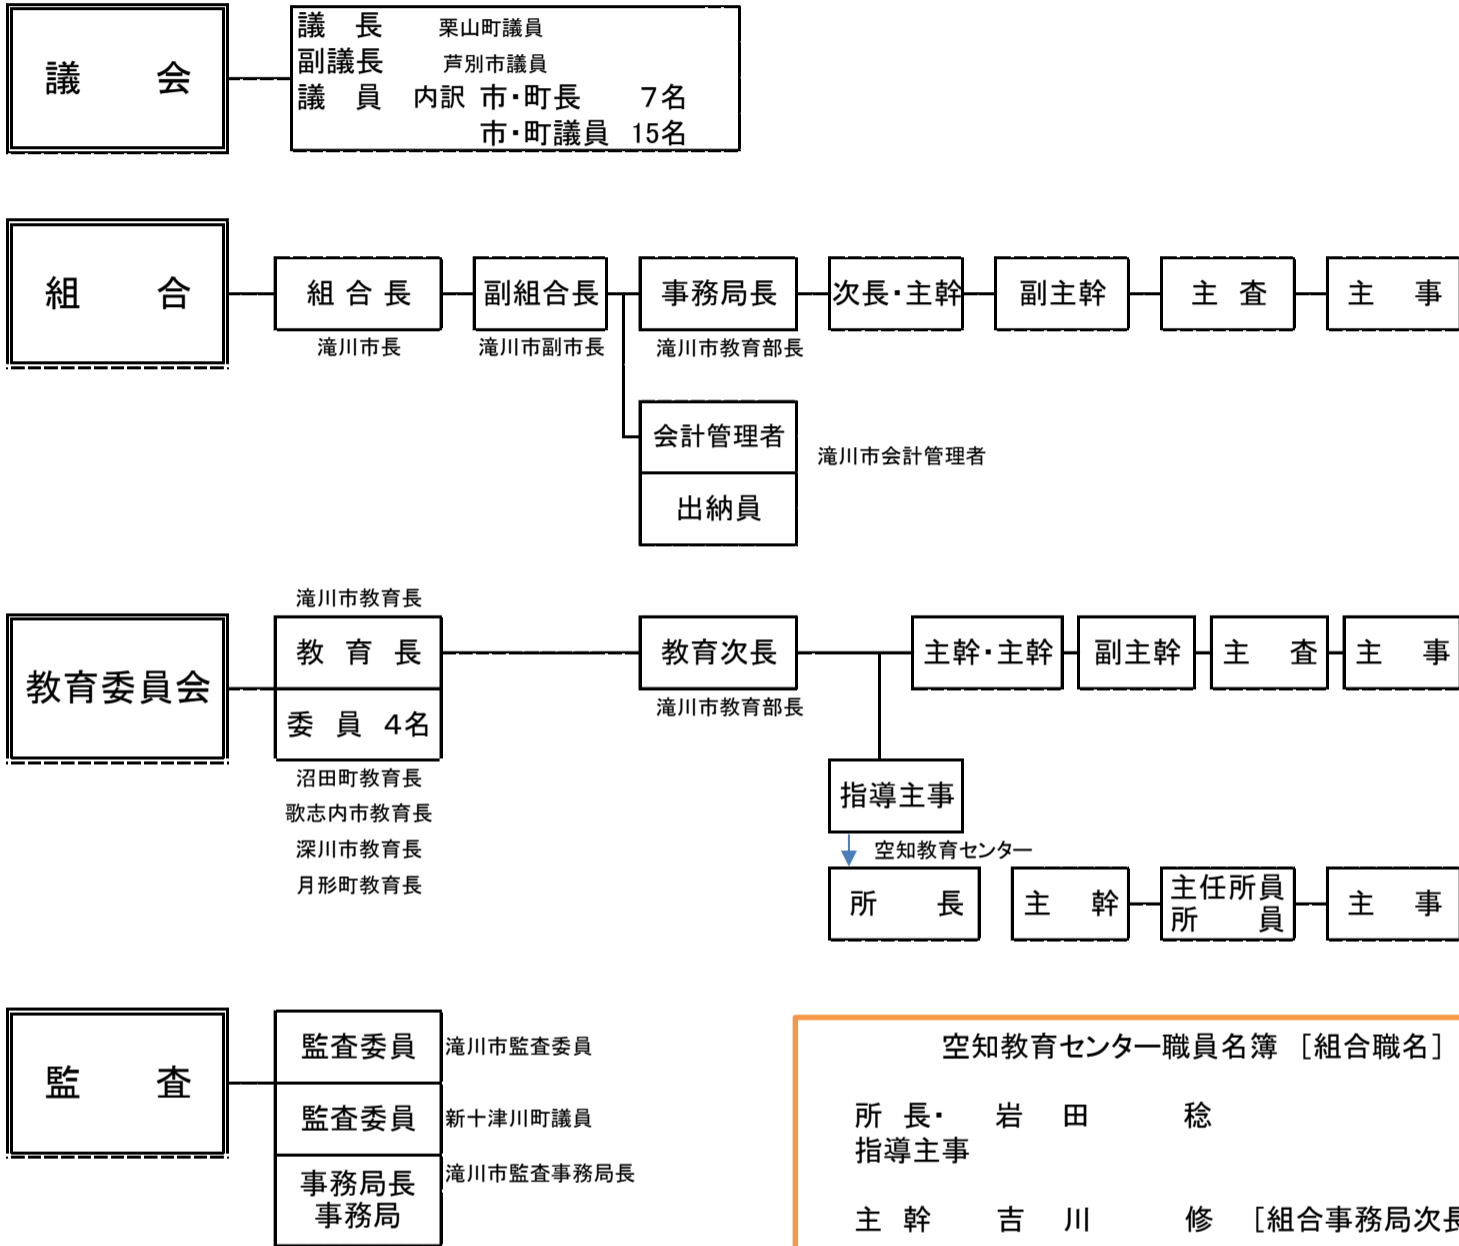 議会
議長 栗山町議員
副議長 芦別市議員
議員 内訳 市・町長 7名
市・町議員 15名
組合
組合長
副組合長
事務局長
次長・主幹
副主幹
主査
主事
滝川市長
滝川市副市長
滝川市教育部長
会計管理者
滝川市会計管理者
出納員
滝川市教育長
教育委員会
教育長
教育次長
主幹・主幹
副主幹
主査
主事
委員 4名
滝川市教育部長
沼田町教育長
歌志内市教育長
深川市教育長
月形町教育長
指導主事
空知教育センター
所長
主幹
主任所員
所員
主事
監査
監査委員
滝川市監査委員
監査委員
新十津川町議員
事務局長
事務局
滝川市監査事務局長
空知教育センター職員名簿 [組合職名]
所長・ 岩田 稔
指導主事
主幹 吉川 修 [組合事務局次長